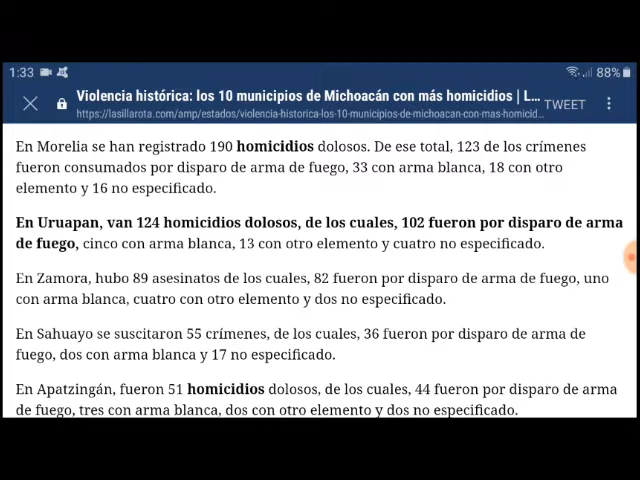 1:33 88%
Violencia histórica: los 10 municipios de Michoacán con más homicidios | L...
https://lasillarota.com/amp/estados/violencia-historica-los-10-municipios-de-michoacan-con-mas-homicid...
TWEET
En Morelia se han registrado 190 homicidios dolosos. De ese total, 123 de los crímenes
fueron consumados por disparo de arma de fuego, 33 con arma blanca, 18 con otro
elemento y 16 no especificado.
En Uruapan, van 124 homicidios dolosos, de los cuales, 102 fueron por disparo de arma
de fuego, cinco con arma blanca, 13 con otro elemento y cuatro no especificado.
En Zamora, hubo 89 asesinatos de los cuales, 82 fueron por disparo de arma de fuego, uno
con arma blanca, cuatro con otro elemento y dos no especificado.
En Sahuayo se suscitaron 55 crímenes, de los cuales, 36 fueron por disparo de arma de
fuego, dos con arma blanca y 17 no especificado.
En Apatzingán, fueron 51 homicidios dolosos, de los cuales, 44 fueron por disparo de arma
de fuego, tres con arma blanca, dos con otro elemento y dos no especificado.